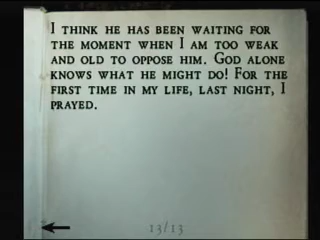 I THINK HE HAS BEEN WAITING FOR
THE MOMENT WHEN I AM TOO WEAK
AND OLD TO OPPOSE HIM. GOD ALONE
KNOWS WHAT HE MIGHT DO! FOR THE
FIRST TIME IN MY LIFE, LAST NIGHT, I
PRAYED.
13/13